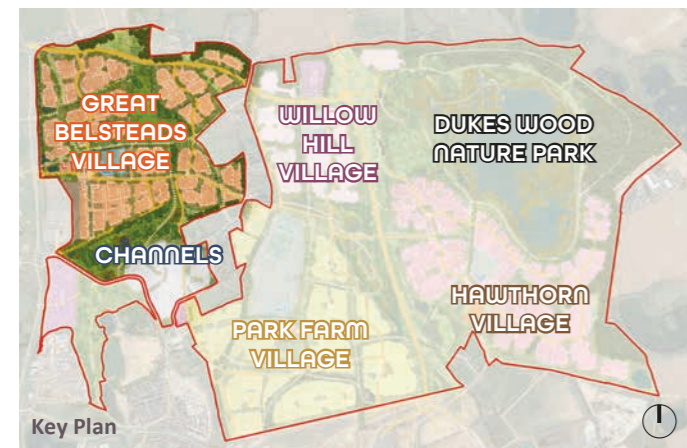 GREAT
BELSTEADS
VILLAGE
WILLOW
HILL
VILLAGE
DUKES WOOD
NATURE PARK
CHANNELS
HAWTHORN
VILLAGE
PARK FARM
VILLAGE
Key Plan